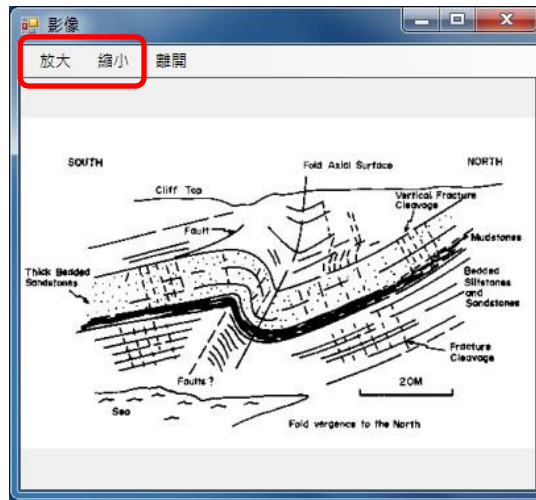 影像
放大 縮小 離開
SOUTH
Fold Axial Surface
NORTH
Cliff Top
Vertical Fracture
Cleavage
Fault
Mudstones
Thick Bedded
Sandstones
Bedded
Siltstones
and
Sandstones
Fracture
Cleavage
Faults ?
20M
Sea
Fold vergence to the North